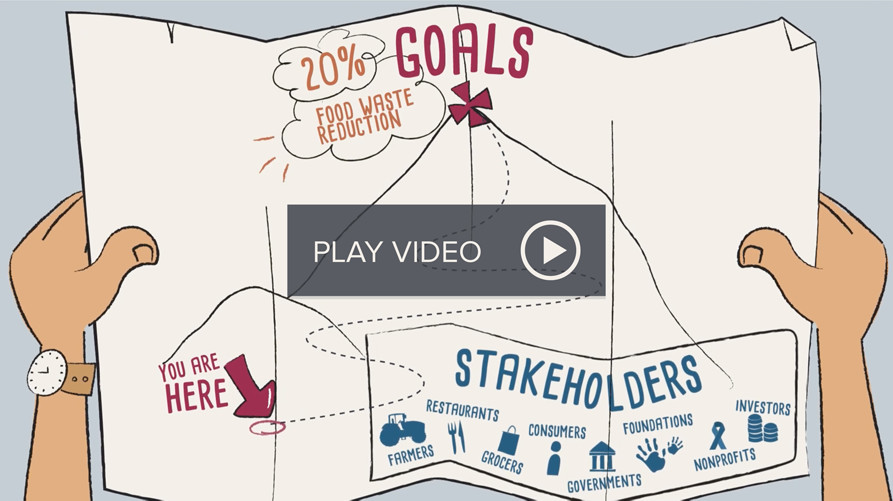 GOALS
20%
FOOD WASTE
REDUCTION
PLAY VIDEO
YOU ARE
HERE
STAKEHOLDERS
FARMERS
RESTAURANTS
GROCERS
CONSUMERS
GOVERNMENTS
FOUNDATIONS
NONPROFITS
INVESTORS